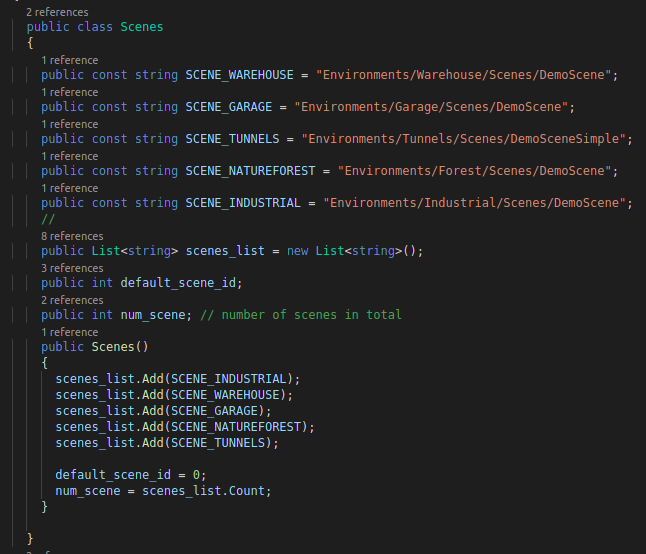 2 references
public class Scenes
{
1 reference
public const string SCENE_WAREHOUSE = "Environments/Warehouse/Scenes/DemoScene";
1 reference
public const string SCENE_GARAGE = "Environments/Garage/Scenes/DemoScene";
1 reference
public const string SCENE_TUNNELS = "Environments/Tunnels/Scenes/DemoSceneSimple";
1 reference
public const string SCENE_NATUREFOREST = "Environments/Forest/Scenes/DemoScene";
1 reference
public const string SCENE_INDUSTRIAL = "Environments/Industrial/Scenes/DemoScene";
//
8 references
public List<string> scenes_list = new List<string>();
3 references
public int default_scene_id;
2 references
public int num_scene; // number of scenes in total
1 reference
public Scenes()
{
scenes_list.Add(SCENE_INDUSTRIAL);
scenes_list.Add(SCENE_WAREHOUSE);
scenes_list.Add(SCENE_GARAGE);
scenes_list.Add(SCENE_NATUREFOREST);
scenes_list.Add(SCENE_TUNNELS);
default_scene_id = 0;
num_scene = scenes_list.Count;
}
}